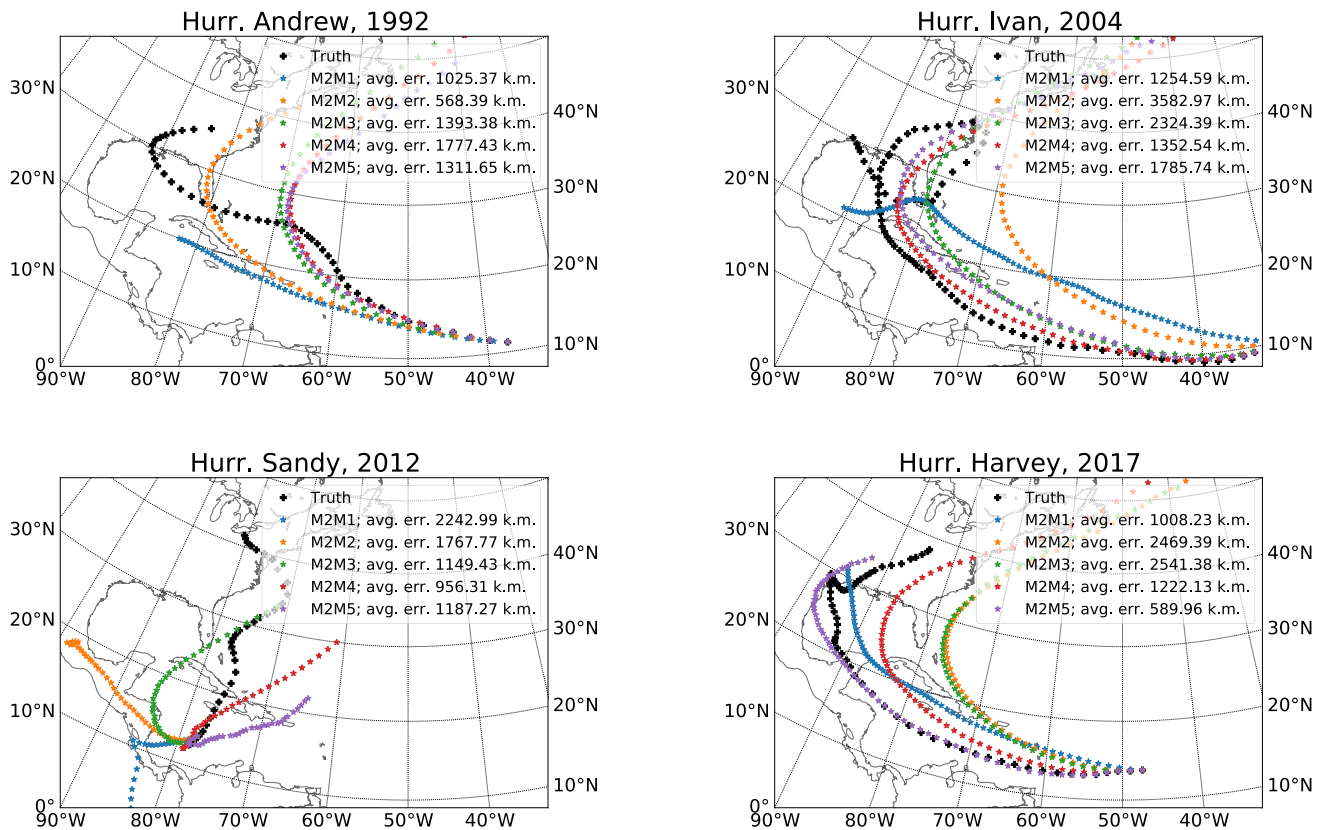 Hurr. Andrew, 1992
Truth
M2M1; avg. err. 1025.37 k.m.
M2M2; avg. err. 568.39 k.m.
M2M3; avg. err. 1393.38 k.m.
M2M4; avg. err. 1777.43 k.m.
M2M5; avg. err. 1311.65 k.m.
30°N
20°N
10°N
0°
40°N
30°N
20°N
10°N
90°W 80°W 70°W 60°W 50°W 40°W
Hurr. Ivan, 2004
Truth
M2M1; avg. err. 1254.59 k.m.
M2M2; avg. err. 3582.97 k.m.
M2M3; avg. err. 2324.39 k.m.
M2M4; avg. err. 1352.54 k.m.
M2M5; avg. err. 1785.74 k.m.
30°N
20°N
10°N
0°
40°N
30°N
20°N
10°N
90°W 80°W 70°W 60°W 50°W 40°W
Hurr. Sandy, 2012
Truth
M2M1; avg. err. 2242.99 k.m.
M2M2; avg. err. 1767.77 k.m.
M2M3; avg. err. 1149.43 k.m.
M2M4; avg. err. 956.31 k.m.
M2M5; avg. err. 1187.27 k.m.
30°N
20°N
10°N
0°
40°N
30°N
20°N
10°N
90°W 80°W 70°W 60°W 50°W 40°W
Hurr. Harvey, 2017
Truth
M2M1; avg. err. 1008.23 k.m.
M2M2; avg. err. 2469.39 k.m.
M2M3; avg. err. 2541.38 k.m.
M2M4; avg. err. 1222.13 k.m.
M2M5; avg. err. 589.96 k.m.
30°N
20°N
10°N
0°
40°N
30°N
20°N
10°N
90°W 80°W 70°W 60°W 50°W 40°W